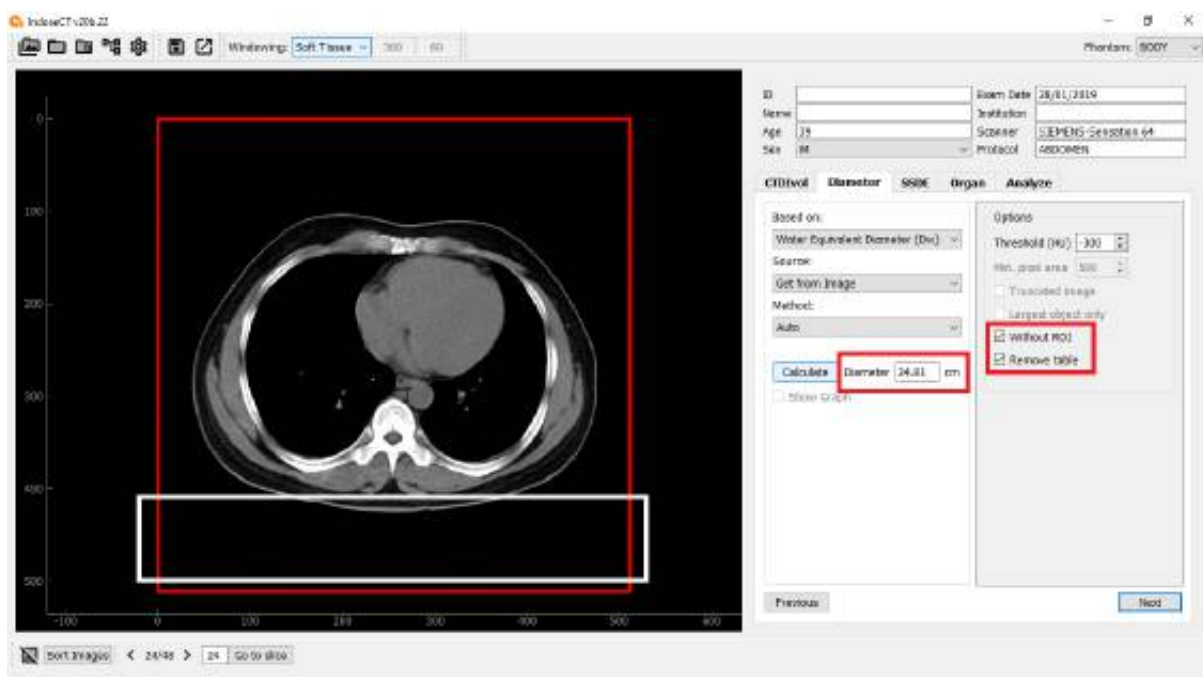 IndoseCT v20b.22
Windowing: Soft Tissue 360 60 Phantom: BODY
ID Exam Date 28/01/2019
Name Institution
Age 39 Scanner SIEMENS-Sensation 64
Sex M Protocol ABDOMEN
CTDIvol Diameter SSDE Organ Analyze
Based on: Options
Water Equivalent Diameter (Dw) Threshold (HU) -300
Source: Min. pixel area 500
Get from Image Truncated Image
Method: Largest object only
Auto Without ROI
Remove table
Calculate Diameter 24.81 cm
Show Graph
0
100
200
300
400
500
-100 0 100 200 300 400 500 600
Previous Next
Sort Images 24/48 24 Go to slice